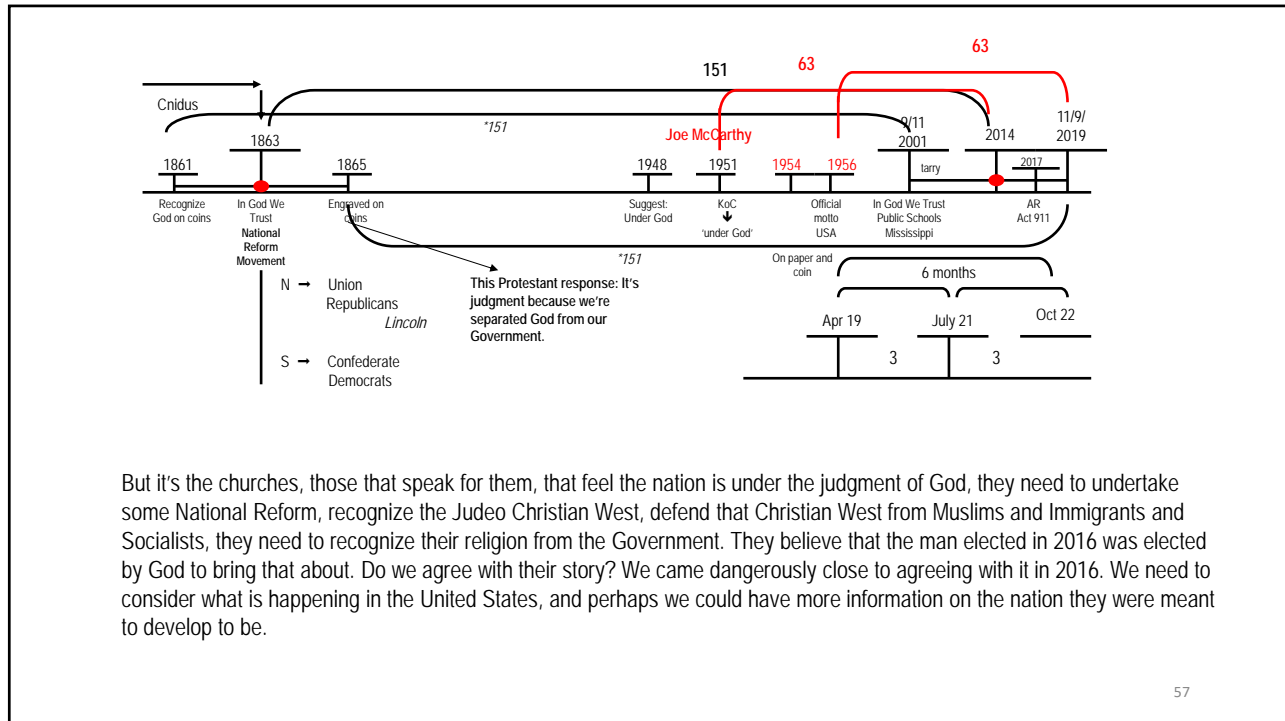 63
151
63
Cnidus
*151
Joe McCarthy
9/11
2001
11/9/
2019
2014
1863
1861
1865
1948
1951
1954
1956
tarry
2017
Recognize
God on coins
In God We
Trust
National
Reform
Movement
Engraved on
coins
Suggest:
Under God
KoC
🡻
‘under God’
Official
motto
USA
In God We Trust
Public Schools
Mississippi
AR
Act 911
*151
On paper and
coin
6 months
N → Union
Republicans
Lincoln
This Protestant response: It's
judgment because we're
separated God from our
Government.
Apr 19
July 21
Oct 22
3
3
S → Confederate
Democrats
But it’s the churches, those that speak for them, that feel the nation is under the judgment of God, they need to undertake
some National Reform, recognize the Judeo Christian West, defend that Christian West from Muslims and Immigrants and
Socialists, they need to recognize their religion from the Government. They believe that the man elected in 2016 was elected
by God to bring that about. Do we agree with their story? We came dangerously close to agreeing with it in 2016. We need to
consider what is happening in the United States, and perhaps we could have more information on the nation they were meant
to develop to be.
57